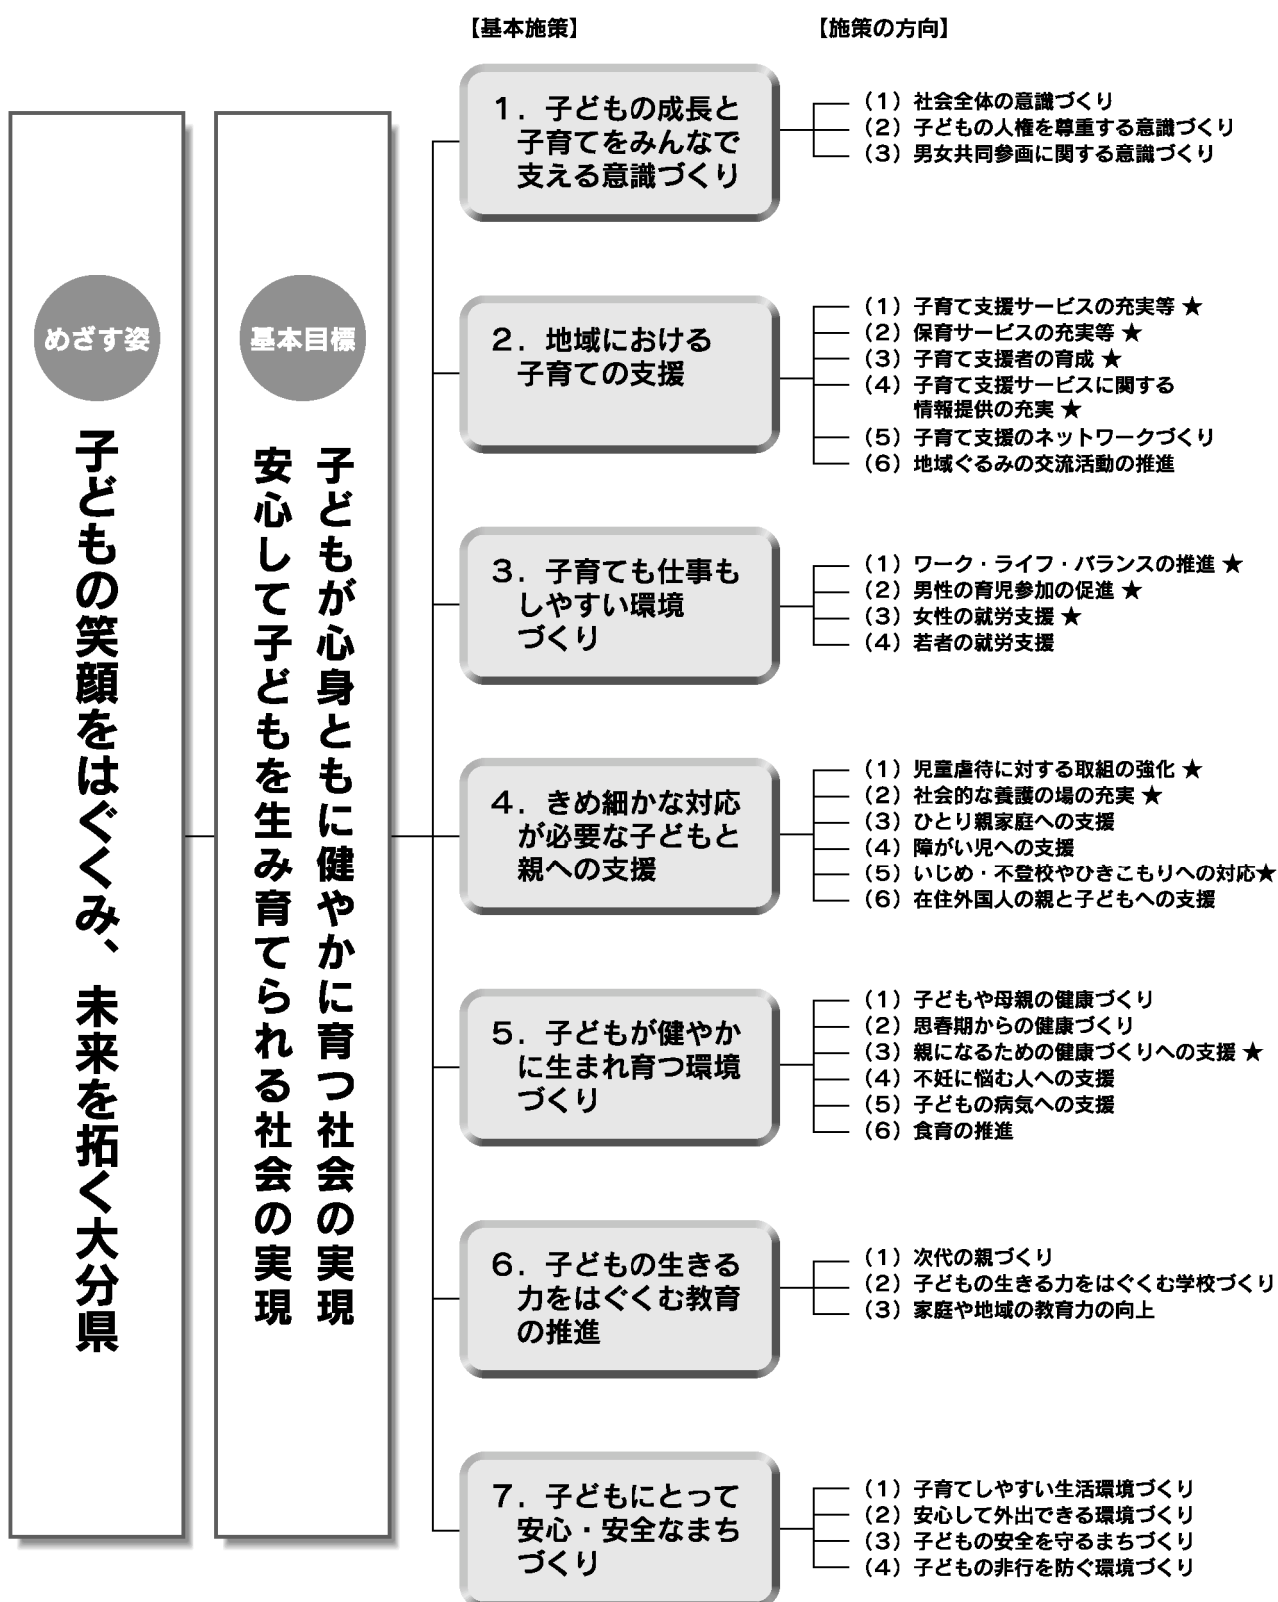 【基本施策】
【施策の方向】
めざす姿
子どもの笑顔をはぐくみ、未来を拓く大分県
基本目標
子どもが心身ともに健やかに育つ社会の実現
安心して子どもを生み育てられる社会の実現
1．子どもの成長と
子育てをみんなで
支える意識づくり
（1）社会全体の意識づくり
（2）子どもの人権を尊重する意識づくり
（3）男女共同参画に関する意識づくり
2．地域における
子育ての支援
（1）子育て支援サービスの充実等 ★
（2）保育サービスの充実等 ★
（3）子育て支援者の育成 ★
（4）子育て支援サービスに関する
情報提供の充実 ★
（5）子育て支援のネットワークづくり
（6）地域ぐるみの交流活動の推進
3．子育ても仕事も
しやすい環境
づくり
（1）ワーク・ライフ・バランスの推進 ★
（2）男性の育児参加の促進 ★
（3）女性の就労支援 ★
（4）若者の就労支援
4．きめ細かな対応
が必要な子どもと
親への支援
（1）児童虐待に対する取組の強化 ★
（2）社会的な養護の場の充実 ★
（3）ひとり親家庭への支援
（4）障がい児への支援
（5）いじめ・不登校やひきこもりへの対応★
（6）在住外国人の親と子どもへの支援
5．子どもが健やか
に生まれ育つ環境
づくり
（1）子どもや母親の健康づくり
（2）思春期からの健康づくり
（3）親になるための健康づくりへの支援 ★
（4）不妊に悩む人への支援
（5）子どもの病気への支援
（6）食育の推進
6．子どもの生きる
力をはぐくむ教育
の推進
（1）次代の親づくり
（2）子どもの生きる力をはぐくむ学校づくり
（3）家庭や地域の教育力の向上
7．子どもにとって
安心・安全なまち
づくり
（1）子育てしやすい生活環境づくり
（2）安心して外出できる環境づくり
（3）子どもの安全を守るまちづくり
（4）子どもの非行を防ぐ環境づくり